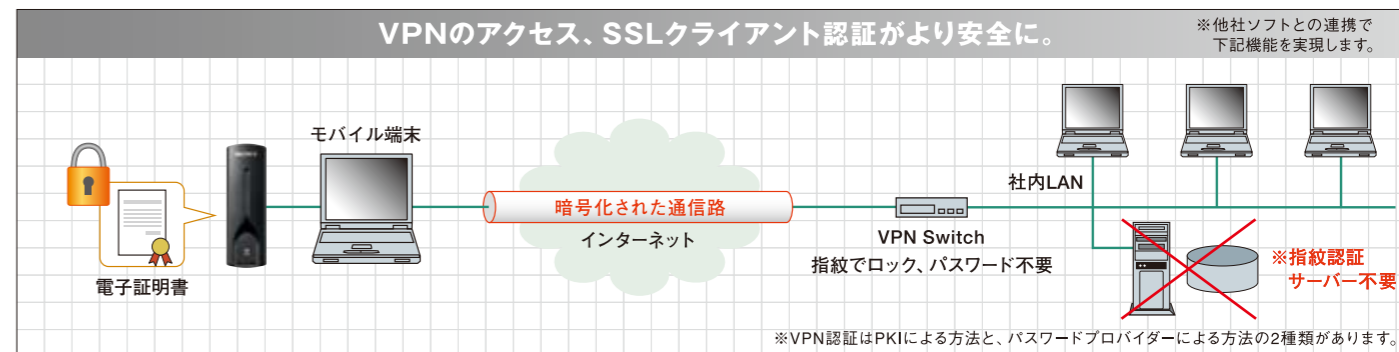 VPNのアクセス、SSLクライアント認証がより安全に。
※他社ソフトとの連携で
下記機能を実現します。
モバイル端末
電子証明書
暗号化された通信路
インターネット
社内LAN
VPN Switch
指紋でロック、パスワード不要
※指紋認証
サーバー不要
※VPN認証はPKIによる方法と、パスワードプロバイダーによる方法の2種類があります。